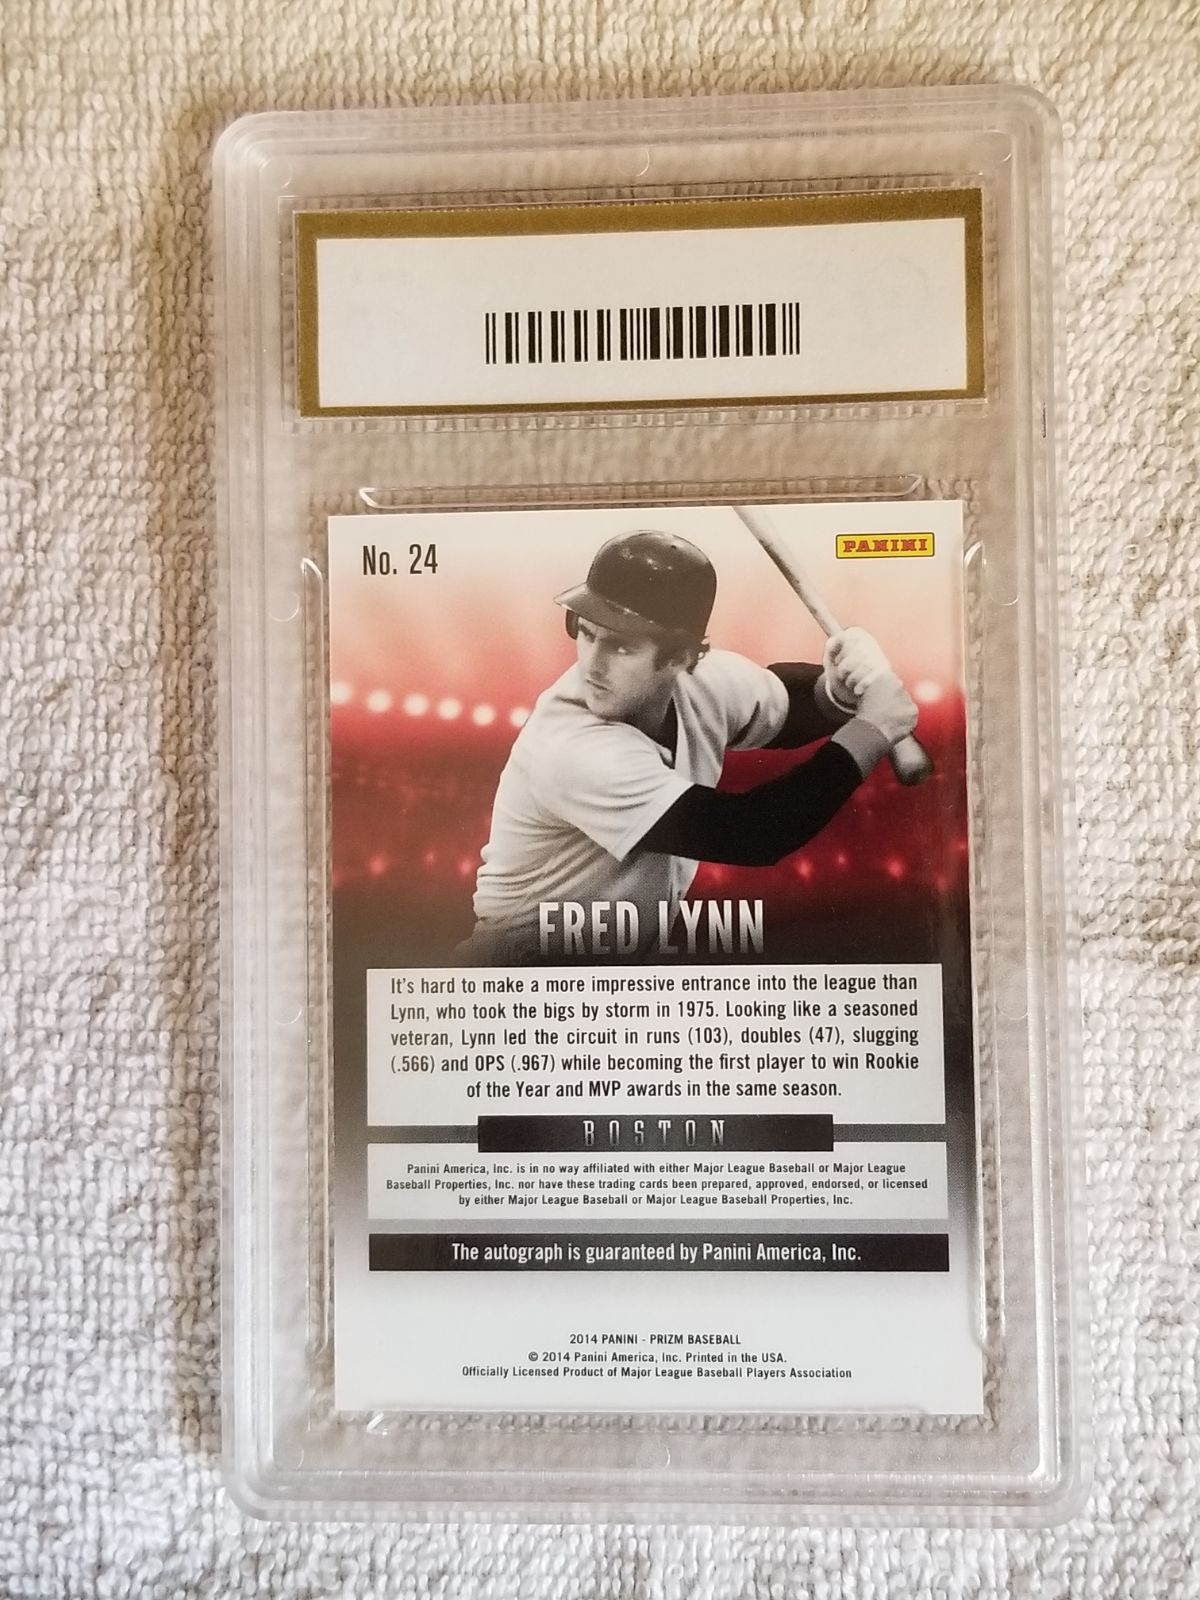 No. 24
PANINI
FRED LYNN
It's hard to make a more impressive entrance into the league than
Lynn, who took the bigs by storm in 1975. Looking like a seasoned
veteran, Lynn led the circuit in runs (103), doubles (47), slugging
(.566) and OPS (.967) while becoming the first player to win Rookie
of the Year and MVP awards in the same season.
BOSTON
Panini America, Inc. is in no way affiliated with either Major League Baseball or Major League
Baseball Properties, Inc. nor have these trading cards been prepared, approved, endorsed, or licensed
by either Major League Baseball or Major League Baseball Properties, Inc.
The autograph is guaranteed by Panini America, Inc.
2014 PANINI - PRIZM BASEBALL
© 2014 Panini America, Inc. Printed in the USA.
Officially Licensed Product of Major League Baseball Players Association